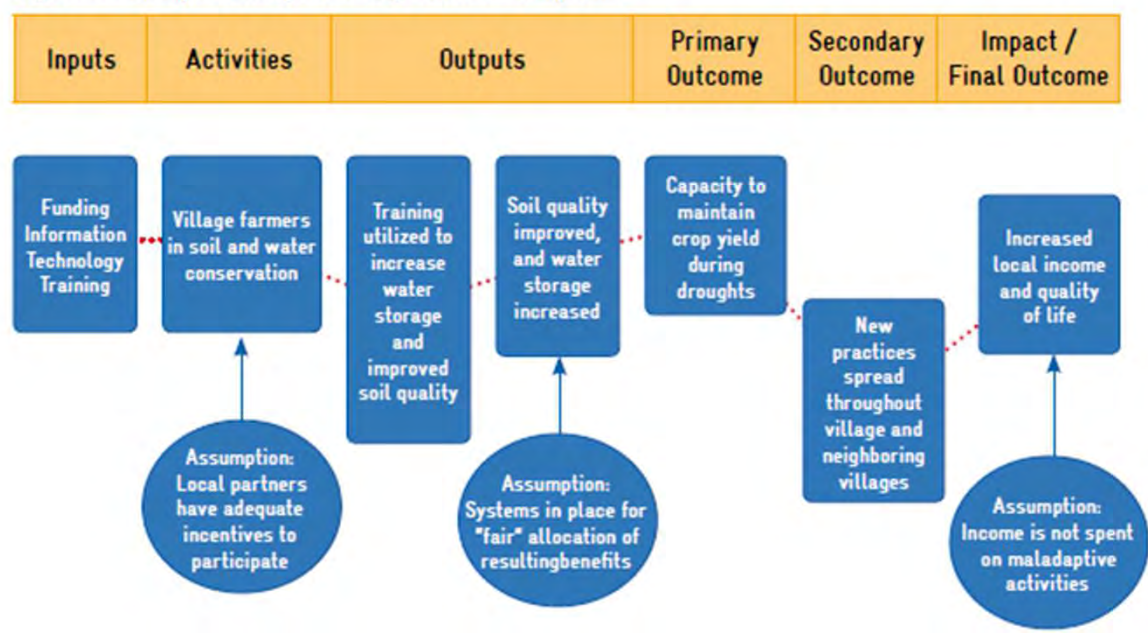 Inputs
Activities
Outputs
Primary
Outcome
Secondary
Outcome
Impact /
Final Outcome
Funding
Information
Technology
Training
Village farmers
in soil and water
conservation
Training
utilized to
increase
water
storage
and
improved
soil quality
Soil quality
improved,
and water
storage
increased
Capacity to
maintain
crop yield
during
droughts
New
practices
spread
throughout
village and
neighboring
villages
Increased
local income
and quality
of life
Assumption:
Local partners
have adequate
incentives to
participate
Assumption:
Systems in place for
"fair" allocation of
resultingbenefits
Assumption:
Income is not spent
on maladaptive
activities